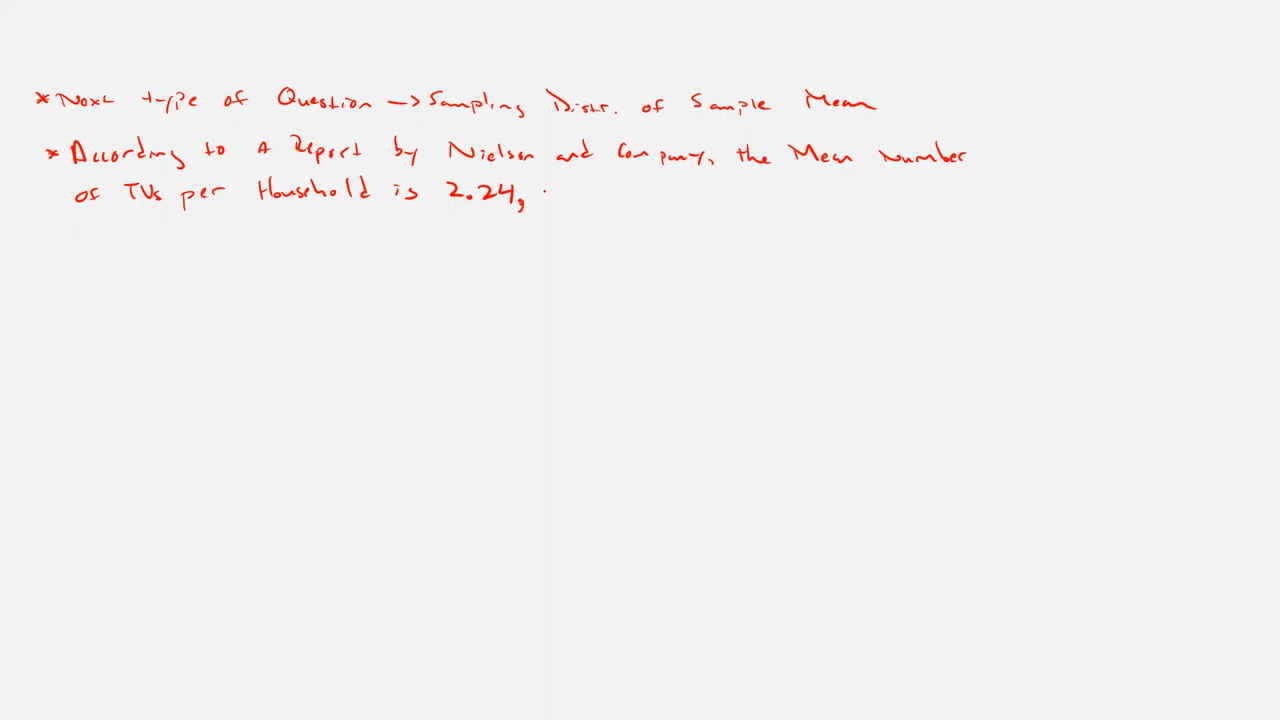 * Next type of Question → Sampling Distr. of Sample Mean
* According to A Report by Nielson and Company, the Mean Number
of TVs per Household is 2.24,